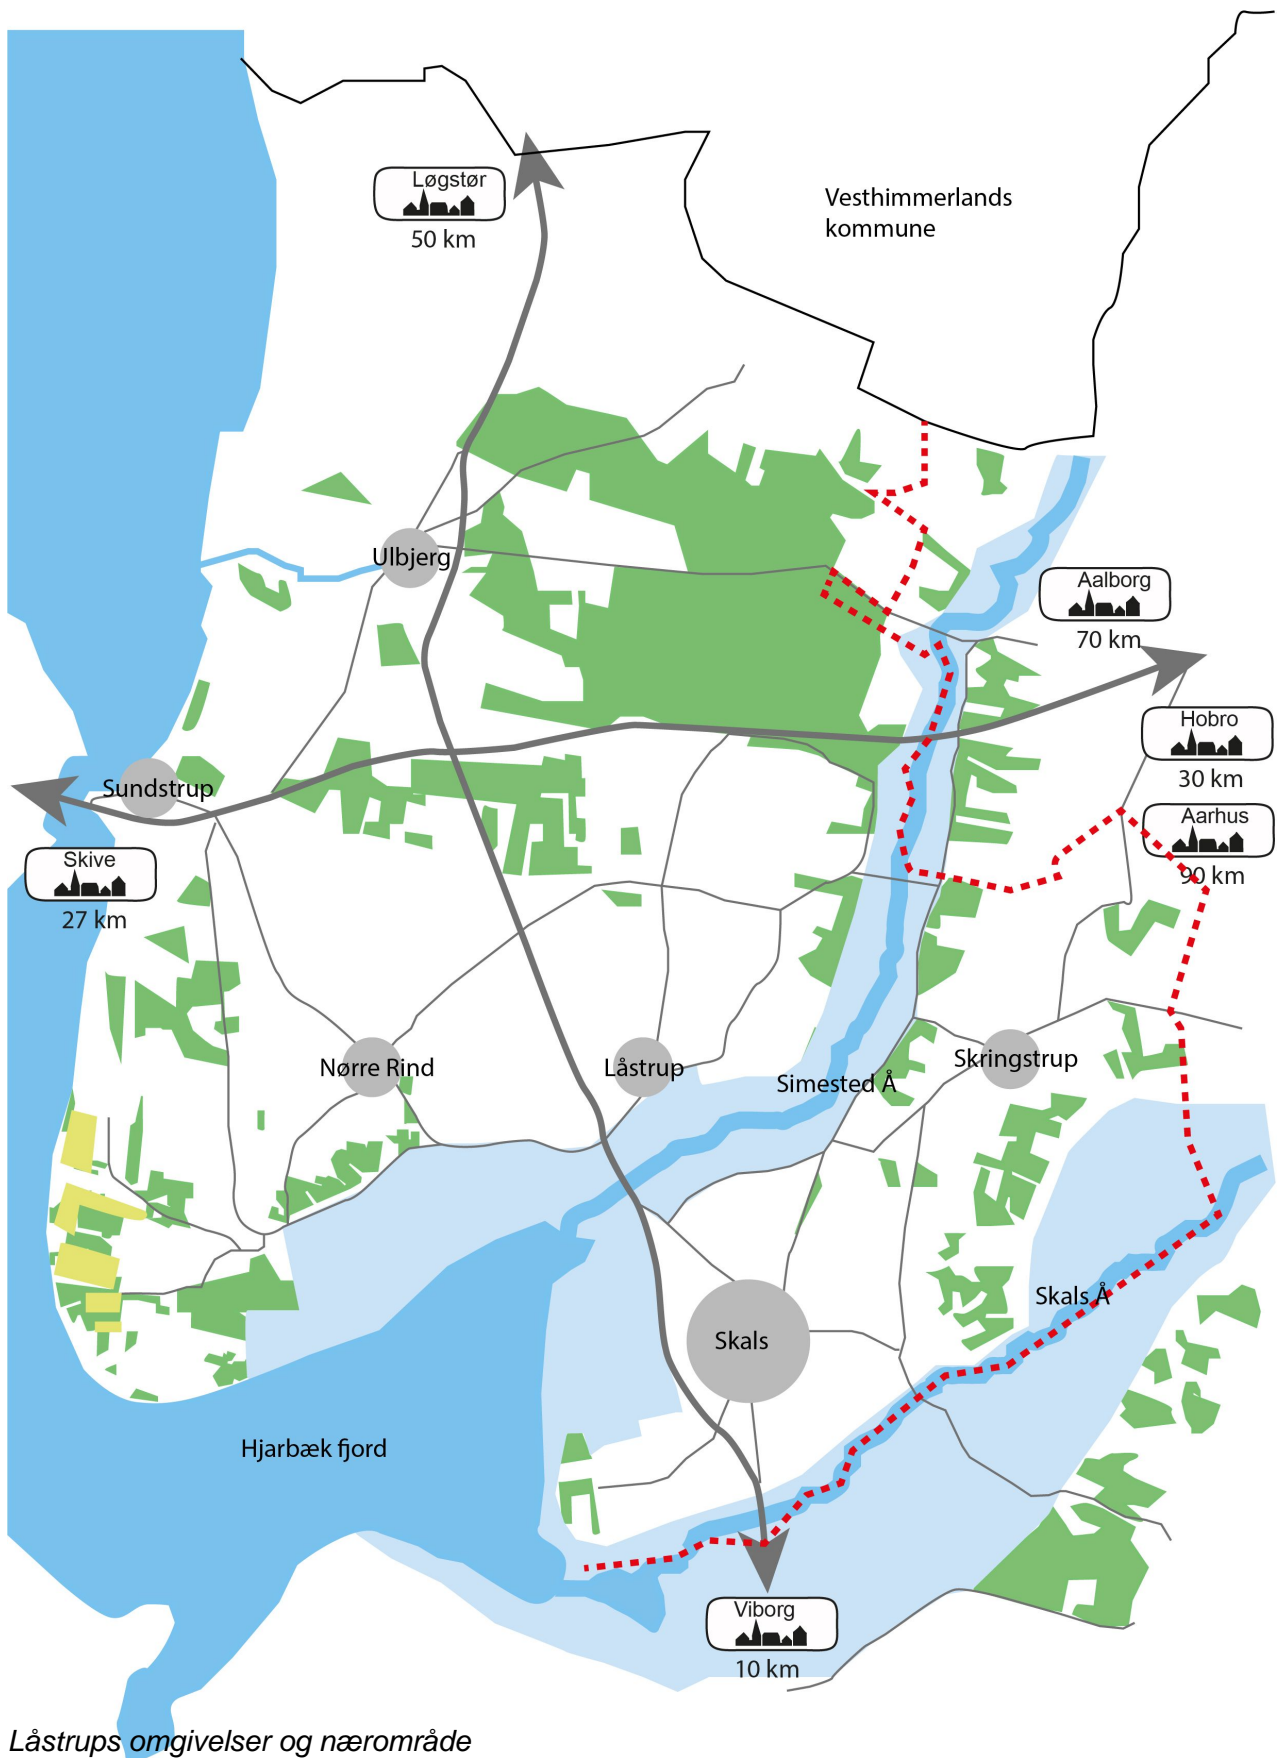 Løgstør
50 km
Vesthimmerlands
kommune
Ulbjerg
Aalborg
70 km
Hobro
30 km
Sundstrup
Aarhus
90 km
Skive
27 km
Nørre Rind
Låstrup
Simested Å
Skringstrup
Skals Å
Skals
Hjarbæk fjord
Viborg
10 km
Låstrups omgivelser og nærområde